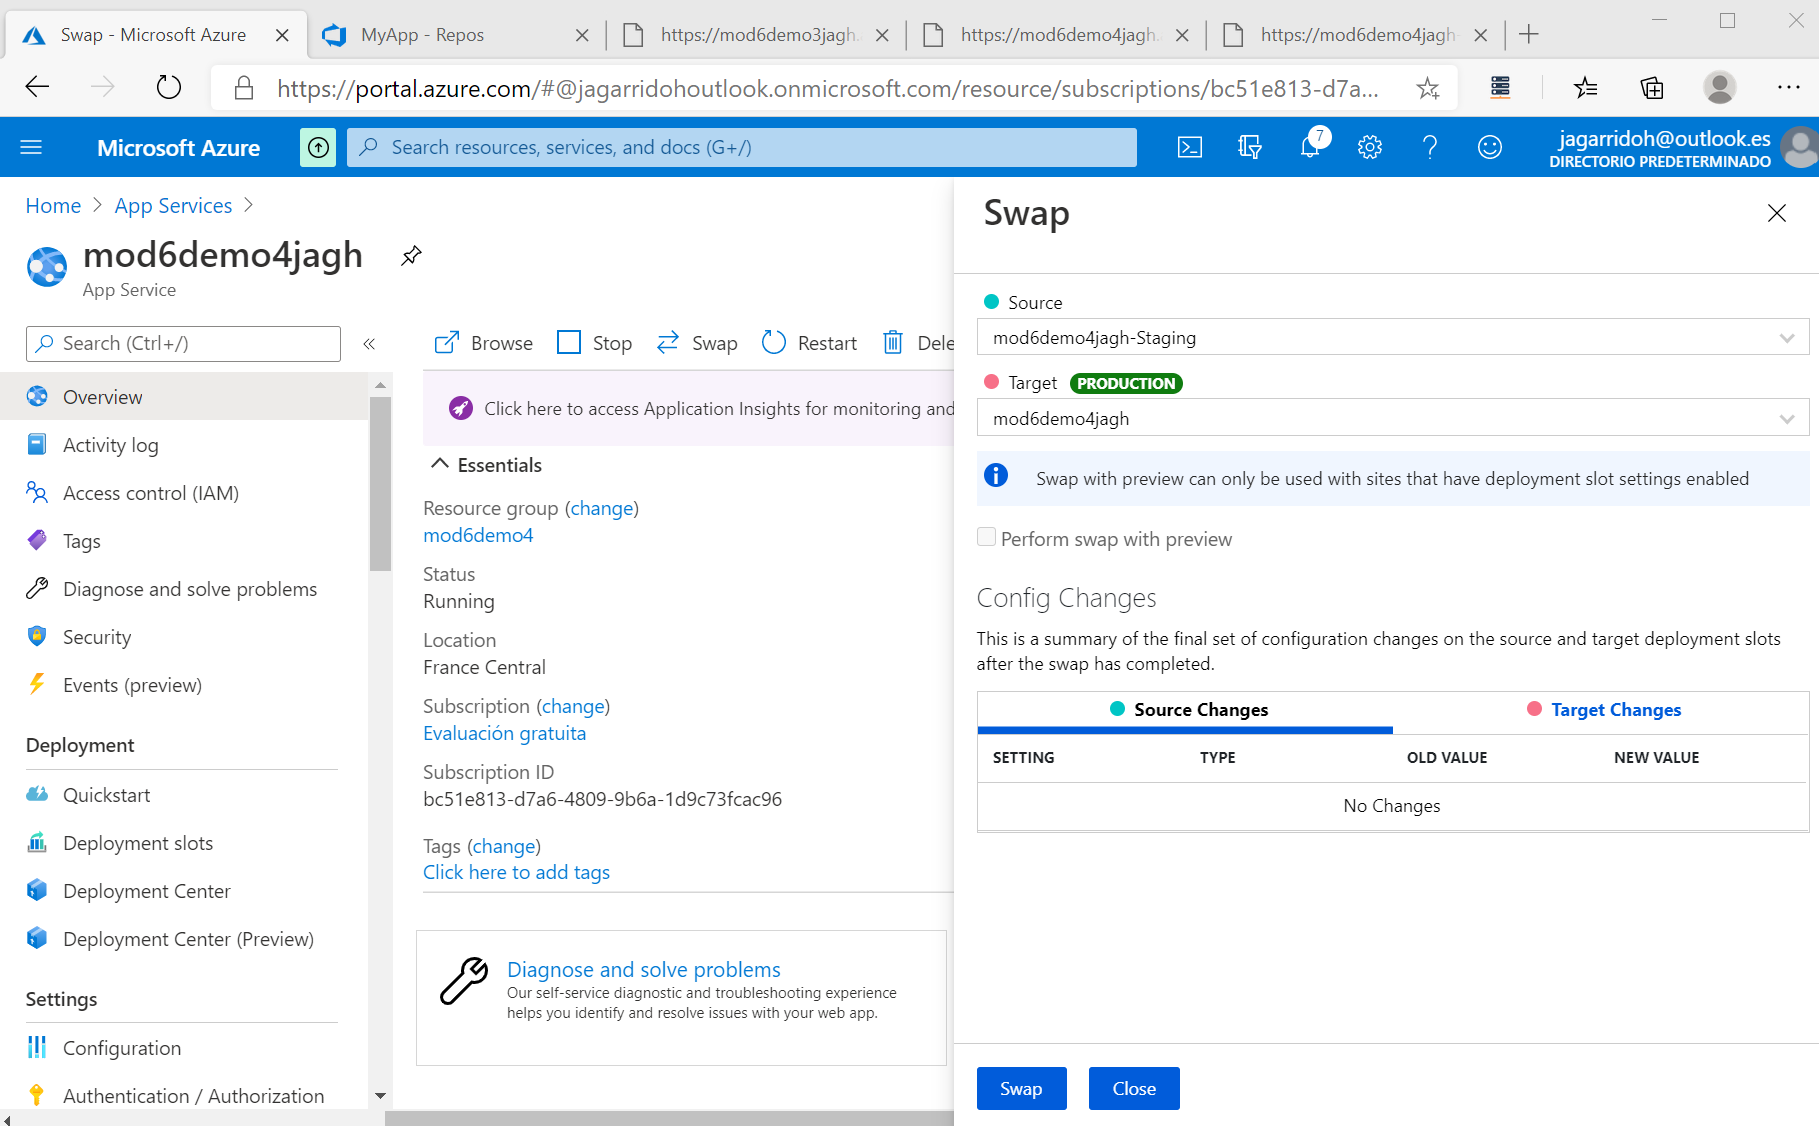 Swap - Microsoft Azure
MyApp - Repos
https://mod6demo3jagh.
https://mod6demo4jagh.
https://mod6demo4jagh-
https://portal.azure.com/#@jagarridohoutlook.onmicrosoft.com/resource/subscriptions/bc51e813-d7a...
Microsoft Azure
Search resources, services, and docs (G+/)
7
jagarridoh@outlook.es
DIRECTORIO PREDETERMINADO
Home > App Services >
mod6demo4jagh
App Service
Search (Ctrl+/)
«
Overview
Activity log
Access control (IAM)
Tags
Diagnose and solve problems
Security
Events (preview)
Deployment
Quickstart
Deployment slots
Deployment Center
Deployment Center (Preview)
Settings
Configuration
Authentication / Authorization
Browse
Stop
Swap
Restart
Dele
Click here to access Application Insights for monitoring and
Essentials
Resource group (change)
mod6demo4
Status
Running
Location
France Central
Subscription (change)
Evaluación gratuita
Subscription ID
bc51e813-d7a6-4809-9b6a-1d9c73fcac96
Tags (change)
Click here to add tags
Diagnose and solve problems
Our self-service diagnostic and troubleshooting experience
helps you identify and resolve issues with your web app.
Swap
Source
mod6demo4jagh-Staging
Target PRODUCTION
mod6demo4jagh
Swap with preview can only be used with sites that have deployment slot settings enabled
Perform swap with preview
Config Changes
This is a summary of the final set of configuration changes on the source and target deployment slots
after the swap has completed.
Source Changes
Target Changes
SETTING TYPE OLD VALUE NEW VALUE
No Changes
Swap
Close